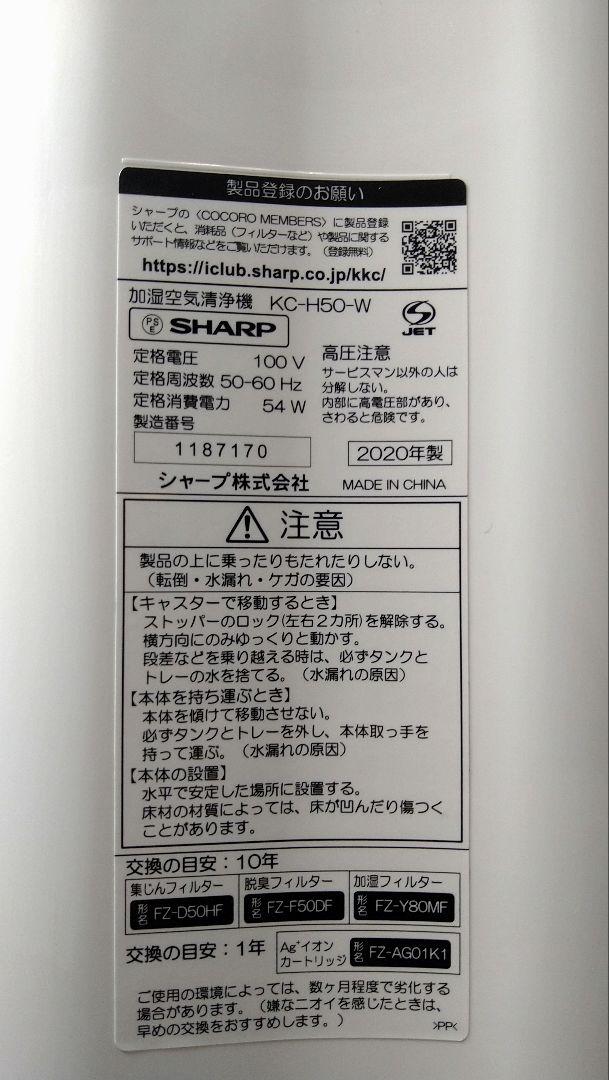 製品登録のお願い
シャープの〈COCORO MEMBERS〉に製品登録
いただくと、消耗品（フィルターなど）や製品に関する
サポート情報などをご覧いただけます。（登録無料）
https://iclub.sharp.co.jp/kkc/
加湿空気清浄機 KC-H50-W
PSE SHARP
JET
定格電圧 100 V
定格周波数 50-60 Hz
定格消費電力 54 W
製造番号
1187170
高圧注意
サービスマン以外の人は
分解しない。
内部に高電圧部があり、
さわると危険です。
2020年製
シャープ株式会社 MADE IN CHINA
注意
製品の上に乗ったりもたれたりしない。
（転倒・水漏れ・ケガの要因）
【キャスターで移動するとき】
ストッパーのロック(左右2カ所)を解除する。
横方向にのみゆっくりと動かす。
段差などを乗り越える時は、必ずタンクと
トレーの水を捨てる。（水漏れの原因）
【本体を持ち運ぶとき】
本体を傾けて移動させない。
必ずタンクとトレーを外し、本体取っ手を
持って運ぶ。（水漏れの原因）
【本体の設置】
水平で安定した場所に設置する。
床材の材質によっては、床が凹んだり傷つく
ことがあります。
交換の目安：10年
集じんフィルター
形名 FZ-D50HF
脱臭フィルター
形名 FZ-F50DF
加湿フィルター
形名 FZ-Y80MF
交換の目安：1年
Ag⁺イオン
カートリッジ
形名 FZ-AG01K1
ご使用の環境によっては、数ヶ月程度で劣化する
場合があります。（嫌なニオイを感じたときは、
早めの交換をおすすめします。）
>PP<